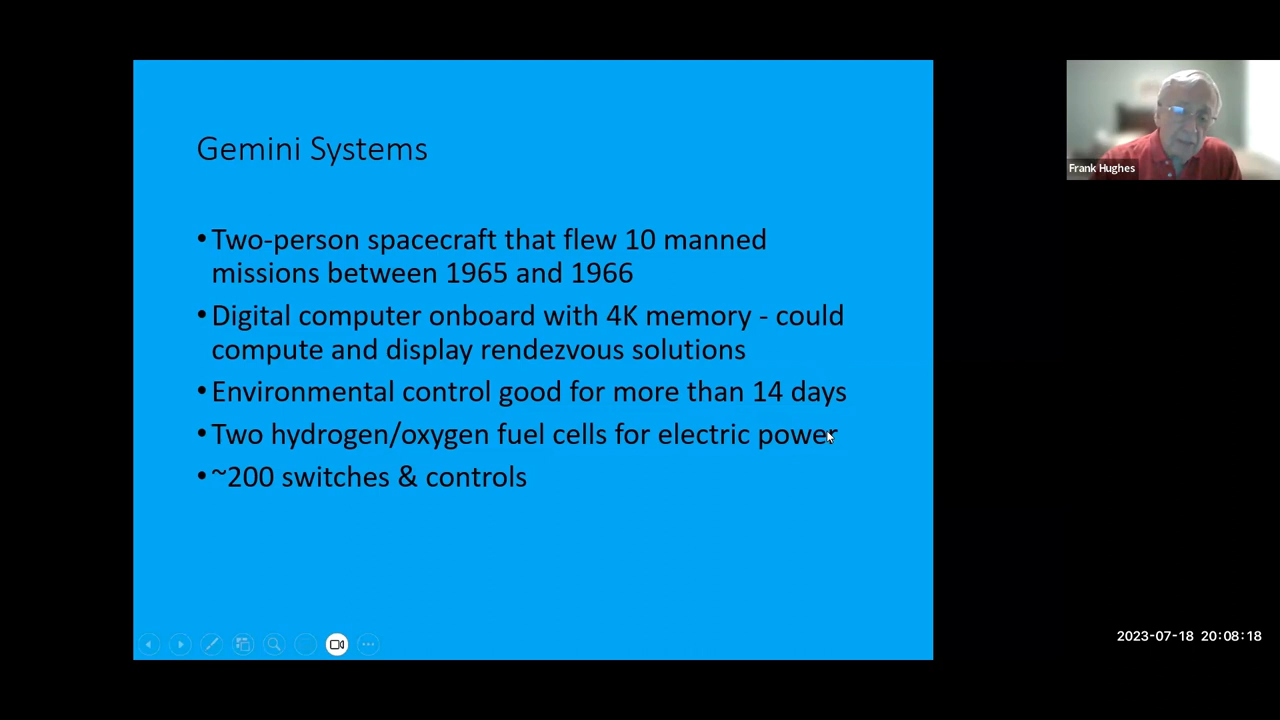 Gemini Systems
•Two-person spacecraft that flew 10 manned
missions between 1965 and 1966
•Digital computer onboard with 4K memory - could
compute and display rendezvous solutions
•Environmental control good for more than 14 days
•Two hydrogen/oxygen fuel cells for electric power
•~200 switches & controls
Frank Hughes
2023-07-18 20:08:18